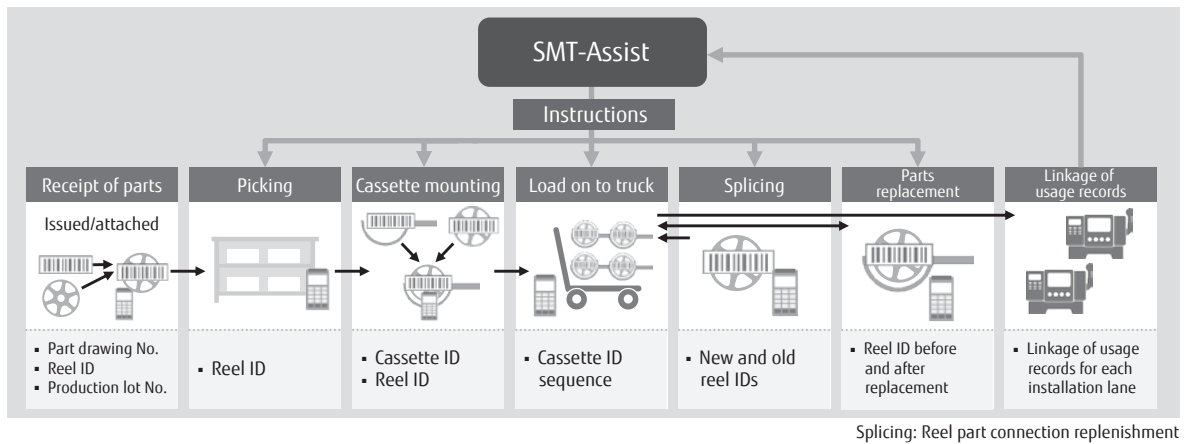 SMT-Assist
Instructions
Receipt of parts
Picking
Cassette mounting
Load on to truck
Splicing
Parts
replacement
Linkage of
usage records
Issued/attached
▪ Part drawing No.
▪ Reel ID
▪ Production lot No.
▪ Reel ID
▪ Cassette ID
▪ Reel ID
▪ Cassette ID
sequence
▪ New and old
reel IDs
▪ Reel ID before
and after
replacement
▪ Linkage of usage
records for each
installation lane
Splicing: Reel part connection replenishment